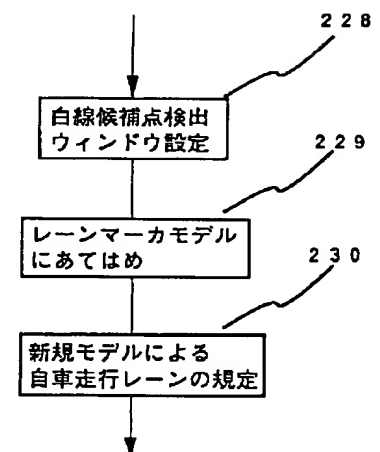 ２２８
白線候補点検出
ウィンドウ設定
２２９
レーンマーカモデル
にあてはめ
２３０
新規モデルによる
自車走行レーンの規定